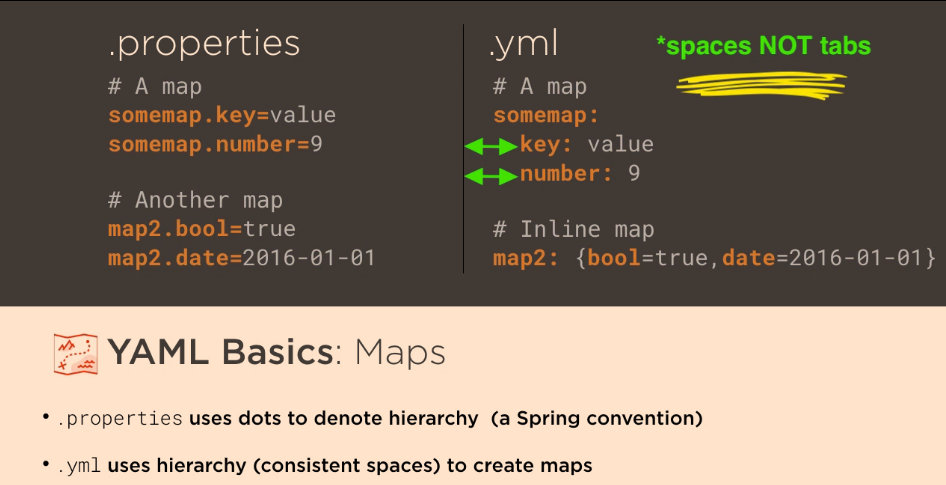 .properties
# A map
somemap.key=value
somemap.number=9
# Another map
map2.bool=true
map2.date=2016-01-01
.yml
*spaces NOT tabs
# A map
somemap:
key: value
number: 9
# Inline map
map2: {bool=true,date=2016-01-01}
YAML Basics: Maps
• .properties uses dots to denote hierarchy (a Spring convention)
• .yml uses hierarchy (consistent spaces) to create maps